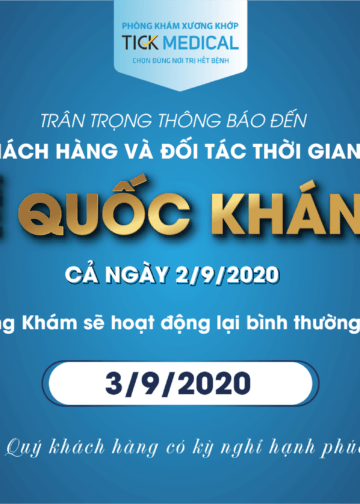 PHÒNG KHÁM XƯƠNG KHỚP
TICK MEDICAL
CHỌN ĐÚNG NƠI TRỊ HẾT BỆNH
TRÂN TRỌNG THÔNG BÁO ĐẾN
HÁCH HÀNG VÀ ĐỐI TÁC THỜI GIAN
QUỐC KHÁN
CẢ NGÀY 2/9/2020
ng Khám sẽ hoạt động lại bình thường
3/9/2020
Quý khách hàng có kỳ nghỉ hạnh phúc